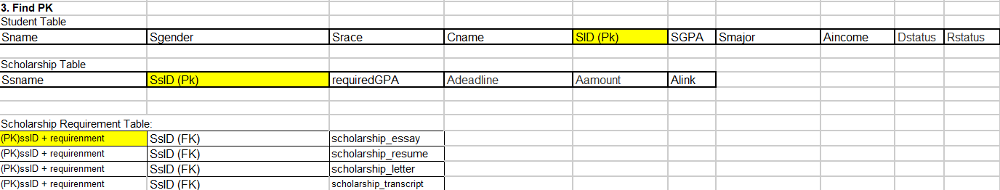 3. Find PK
Student Table
Sname Sgender Srace Cname SID (Pk) SGPA Smajor Aincome Dstatus Rstatus
Scholarship Table
Ssname SsID (Pk) requiredGPA Adeadline Aamount Alink
Scholarship Requirement Table:
(PK)ssID + requirenment SsID (FK) scholarship_essay
(PK)ssID + requirenment SsID (FK) scholarship_resume
(PK)ssID + requirenment SsID (FK) scholarship_letter
(PK)ssID + requirenment SsID (FK) scholarship_transcript